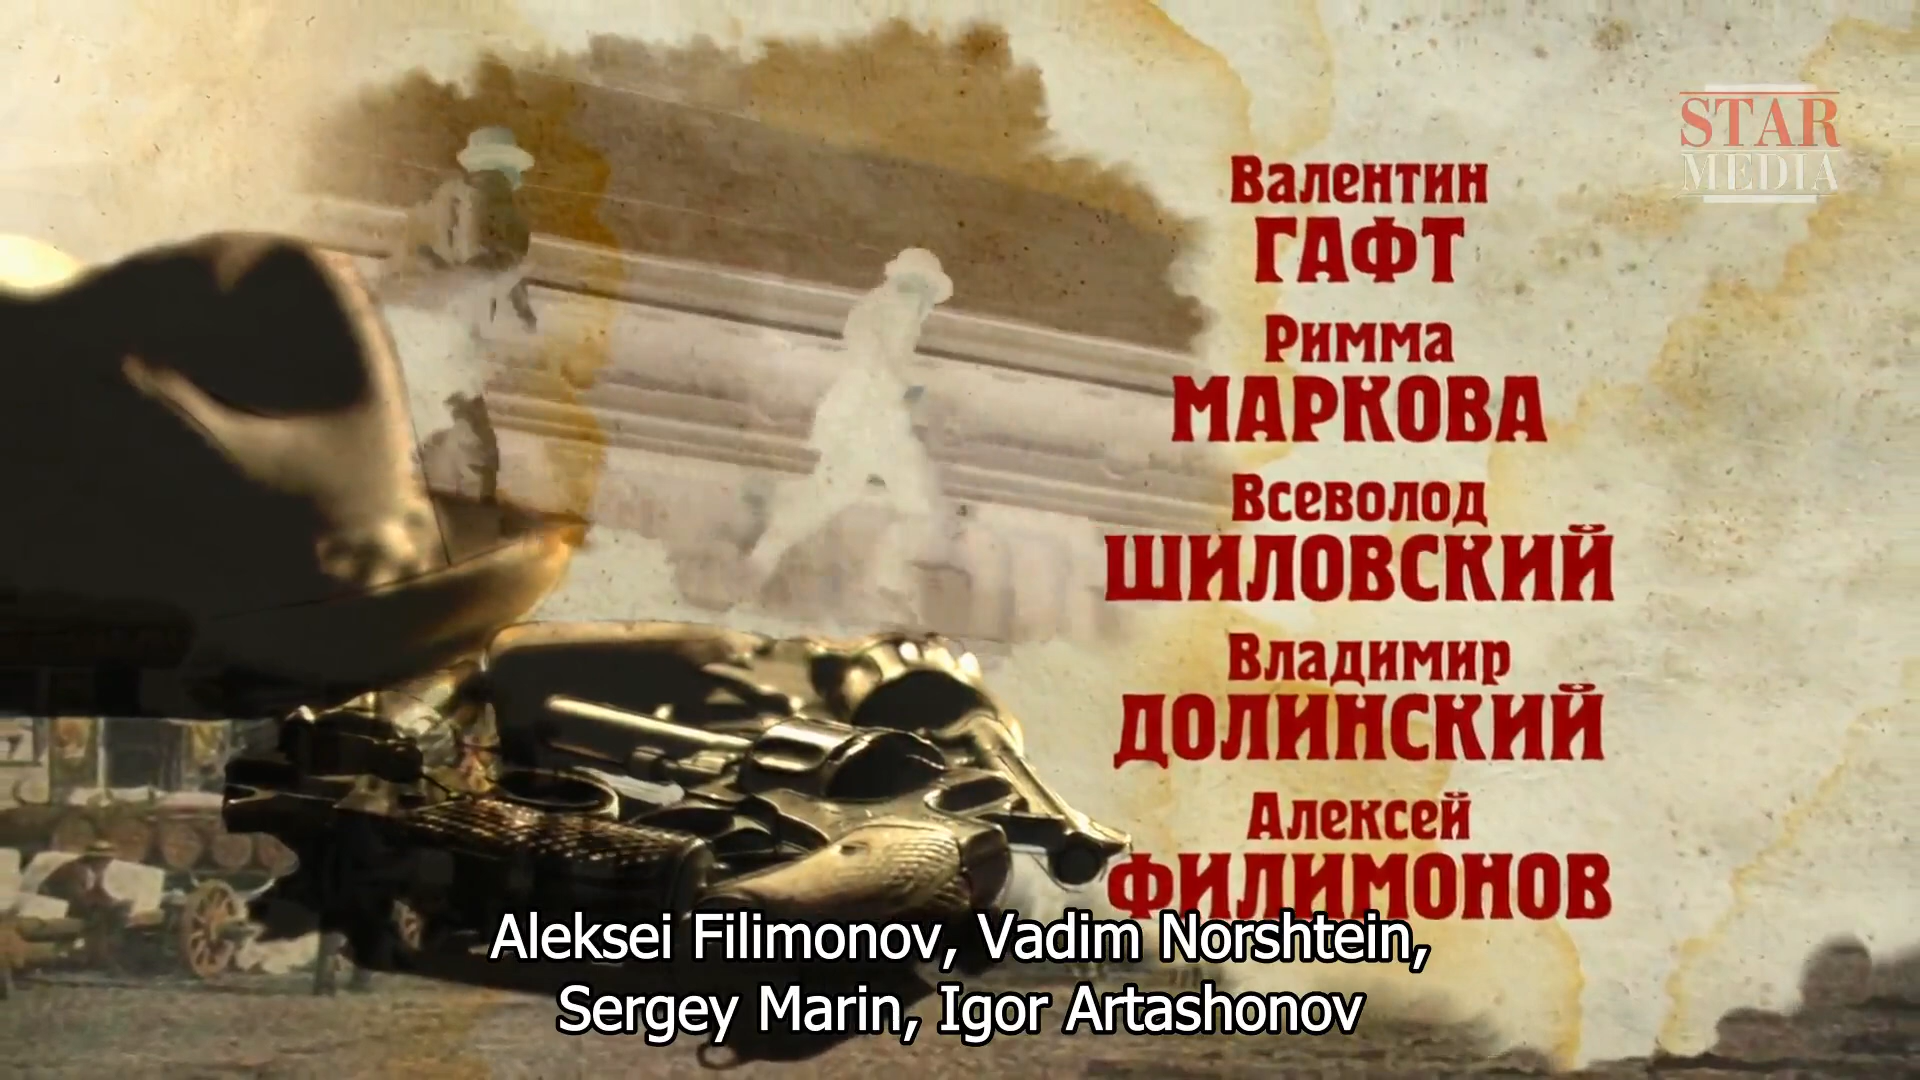 STAR
MEDIA
Валентин
ГАФТ
Римма
МАРКОВА
Всеволод
ШИЛОВСКИЙ
Владимир
ДОЛИНСКИЙ
Алексей
ФИЛИМОНОВ
Aleksei Filimonov, Vadim Norshtein,
Sergey Marin, Igor Artashonov